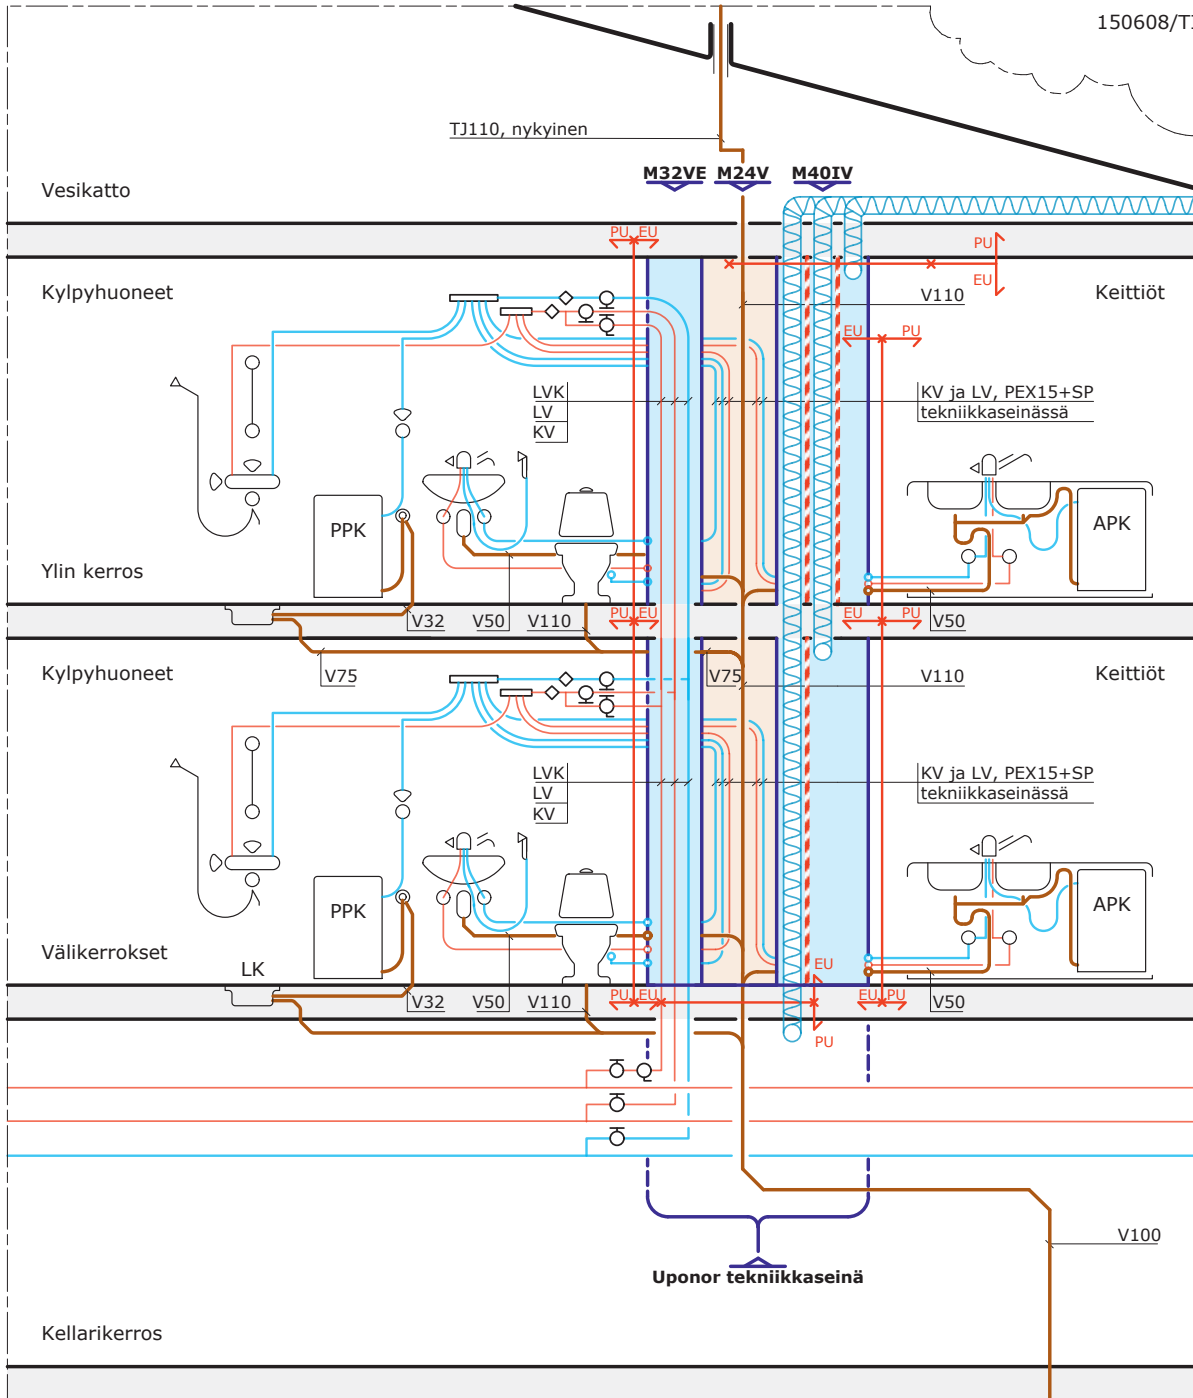 150608/TJ
TJ110, nykyinen
M32VE M24V M40IV
Vesikatto
PU EU
PU
EU
Kylpyhuoneet
V110
Keittiöt
EU PU
LVK
LV
KV
KV ja LV, PEX15+SP
tekniikkaseinässä
PPK
APK
Ylin kerros
V32
V50
V110
PU EU
EU PU
V50
Kylpyhuoneet
V75
V75
V110
Keittiöt
LVK
LV
KV
KV ja LV, PEX15+SP
tekniikkaseinässä
PPK
APK
Välikerrokset
LK
V32
V50
V110
PU EU
EU
PU
EU PU
V50
V100
Uponor tekniikkaseinä
Kellarikerros